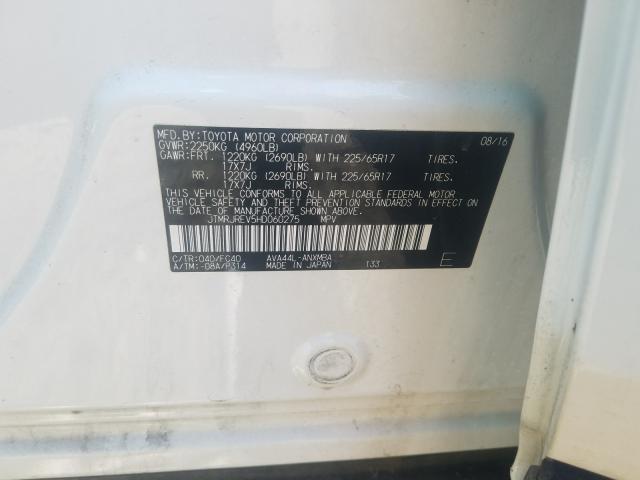 MFD. BY: TOYOTA MOTOR CORPORATION 08/16
GVWR: 2250KG (4960LB)
GAWR: FRT. 1220KG (2690LB) WITH 225/65R17 TIRES.
17X7J RIMS.
RR. 1220KG (2690LB) WITH 225/65R17 TIRES.
17X7J RIMS.
THIS VEHICLE CONFORMS TO ALL APPLICABLE FEDERAL MOTOR
VEHICLE SAFETY AND THEFT PREVENTION STANDARDS IN EFFECT
ON THE DATE OF MANUFACTURE SHOWN ABOVE.
JTMRJREV5HD060275 MPV
C/TR: 040/FC40 AVA44L-ANXMBA
A/TM: -08A/P314 MADE IN JAPAN 133 E